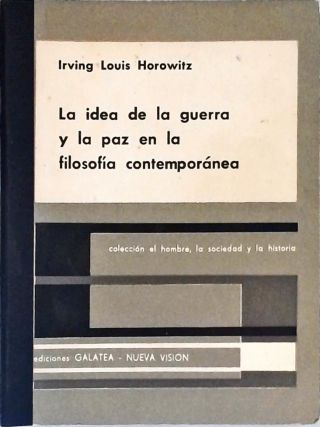 Irving Louis Horowitz
La idea de la guerra
y la paz en la
filosofía contemporánea
colección el hombre, la sociedad y la historia
ediciones GALATEA - NUEVA VISION